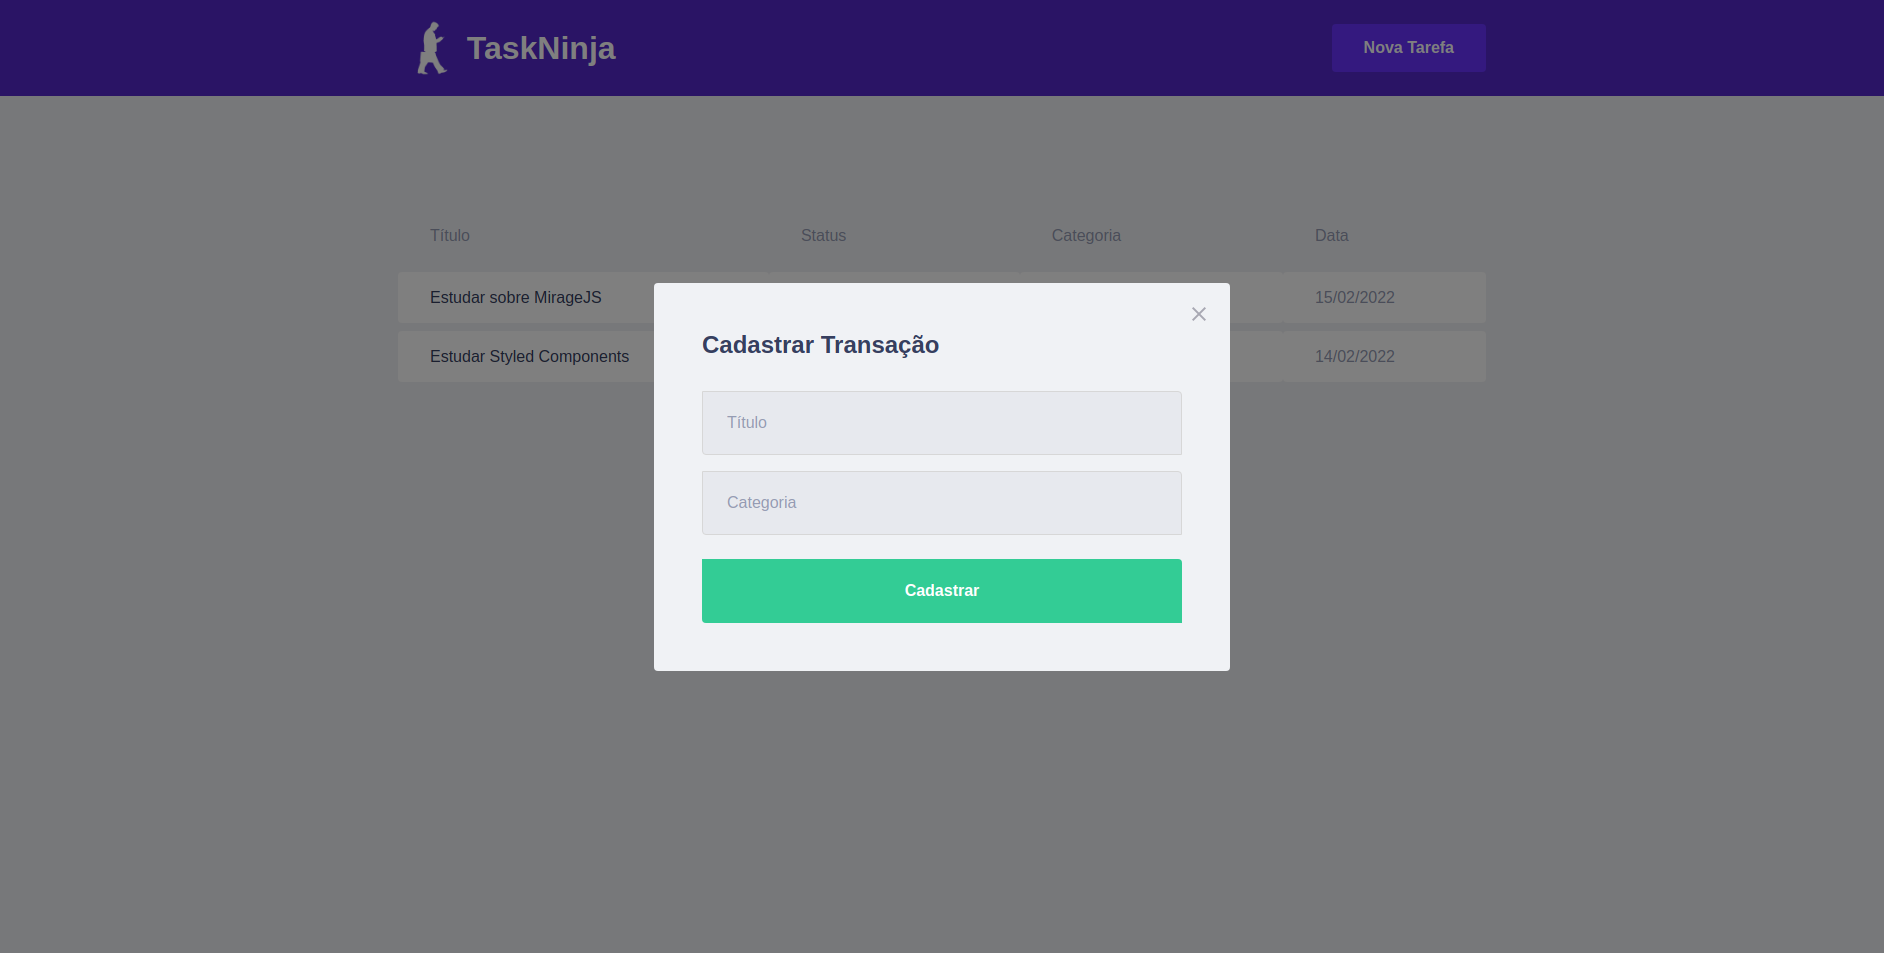 TaskNinja
Nova Tarefa
Título Status Categoria Data
Estudar sobre MirageJS 15/02/2022
Estudar Styled Components 14/02/2022
Cadastrar Transação
Título
Categoria
Cadastrar